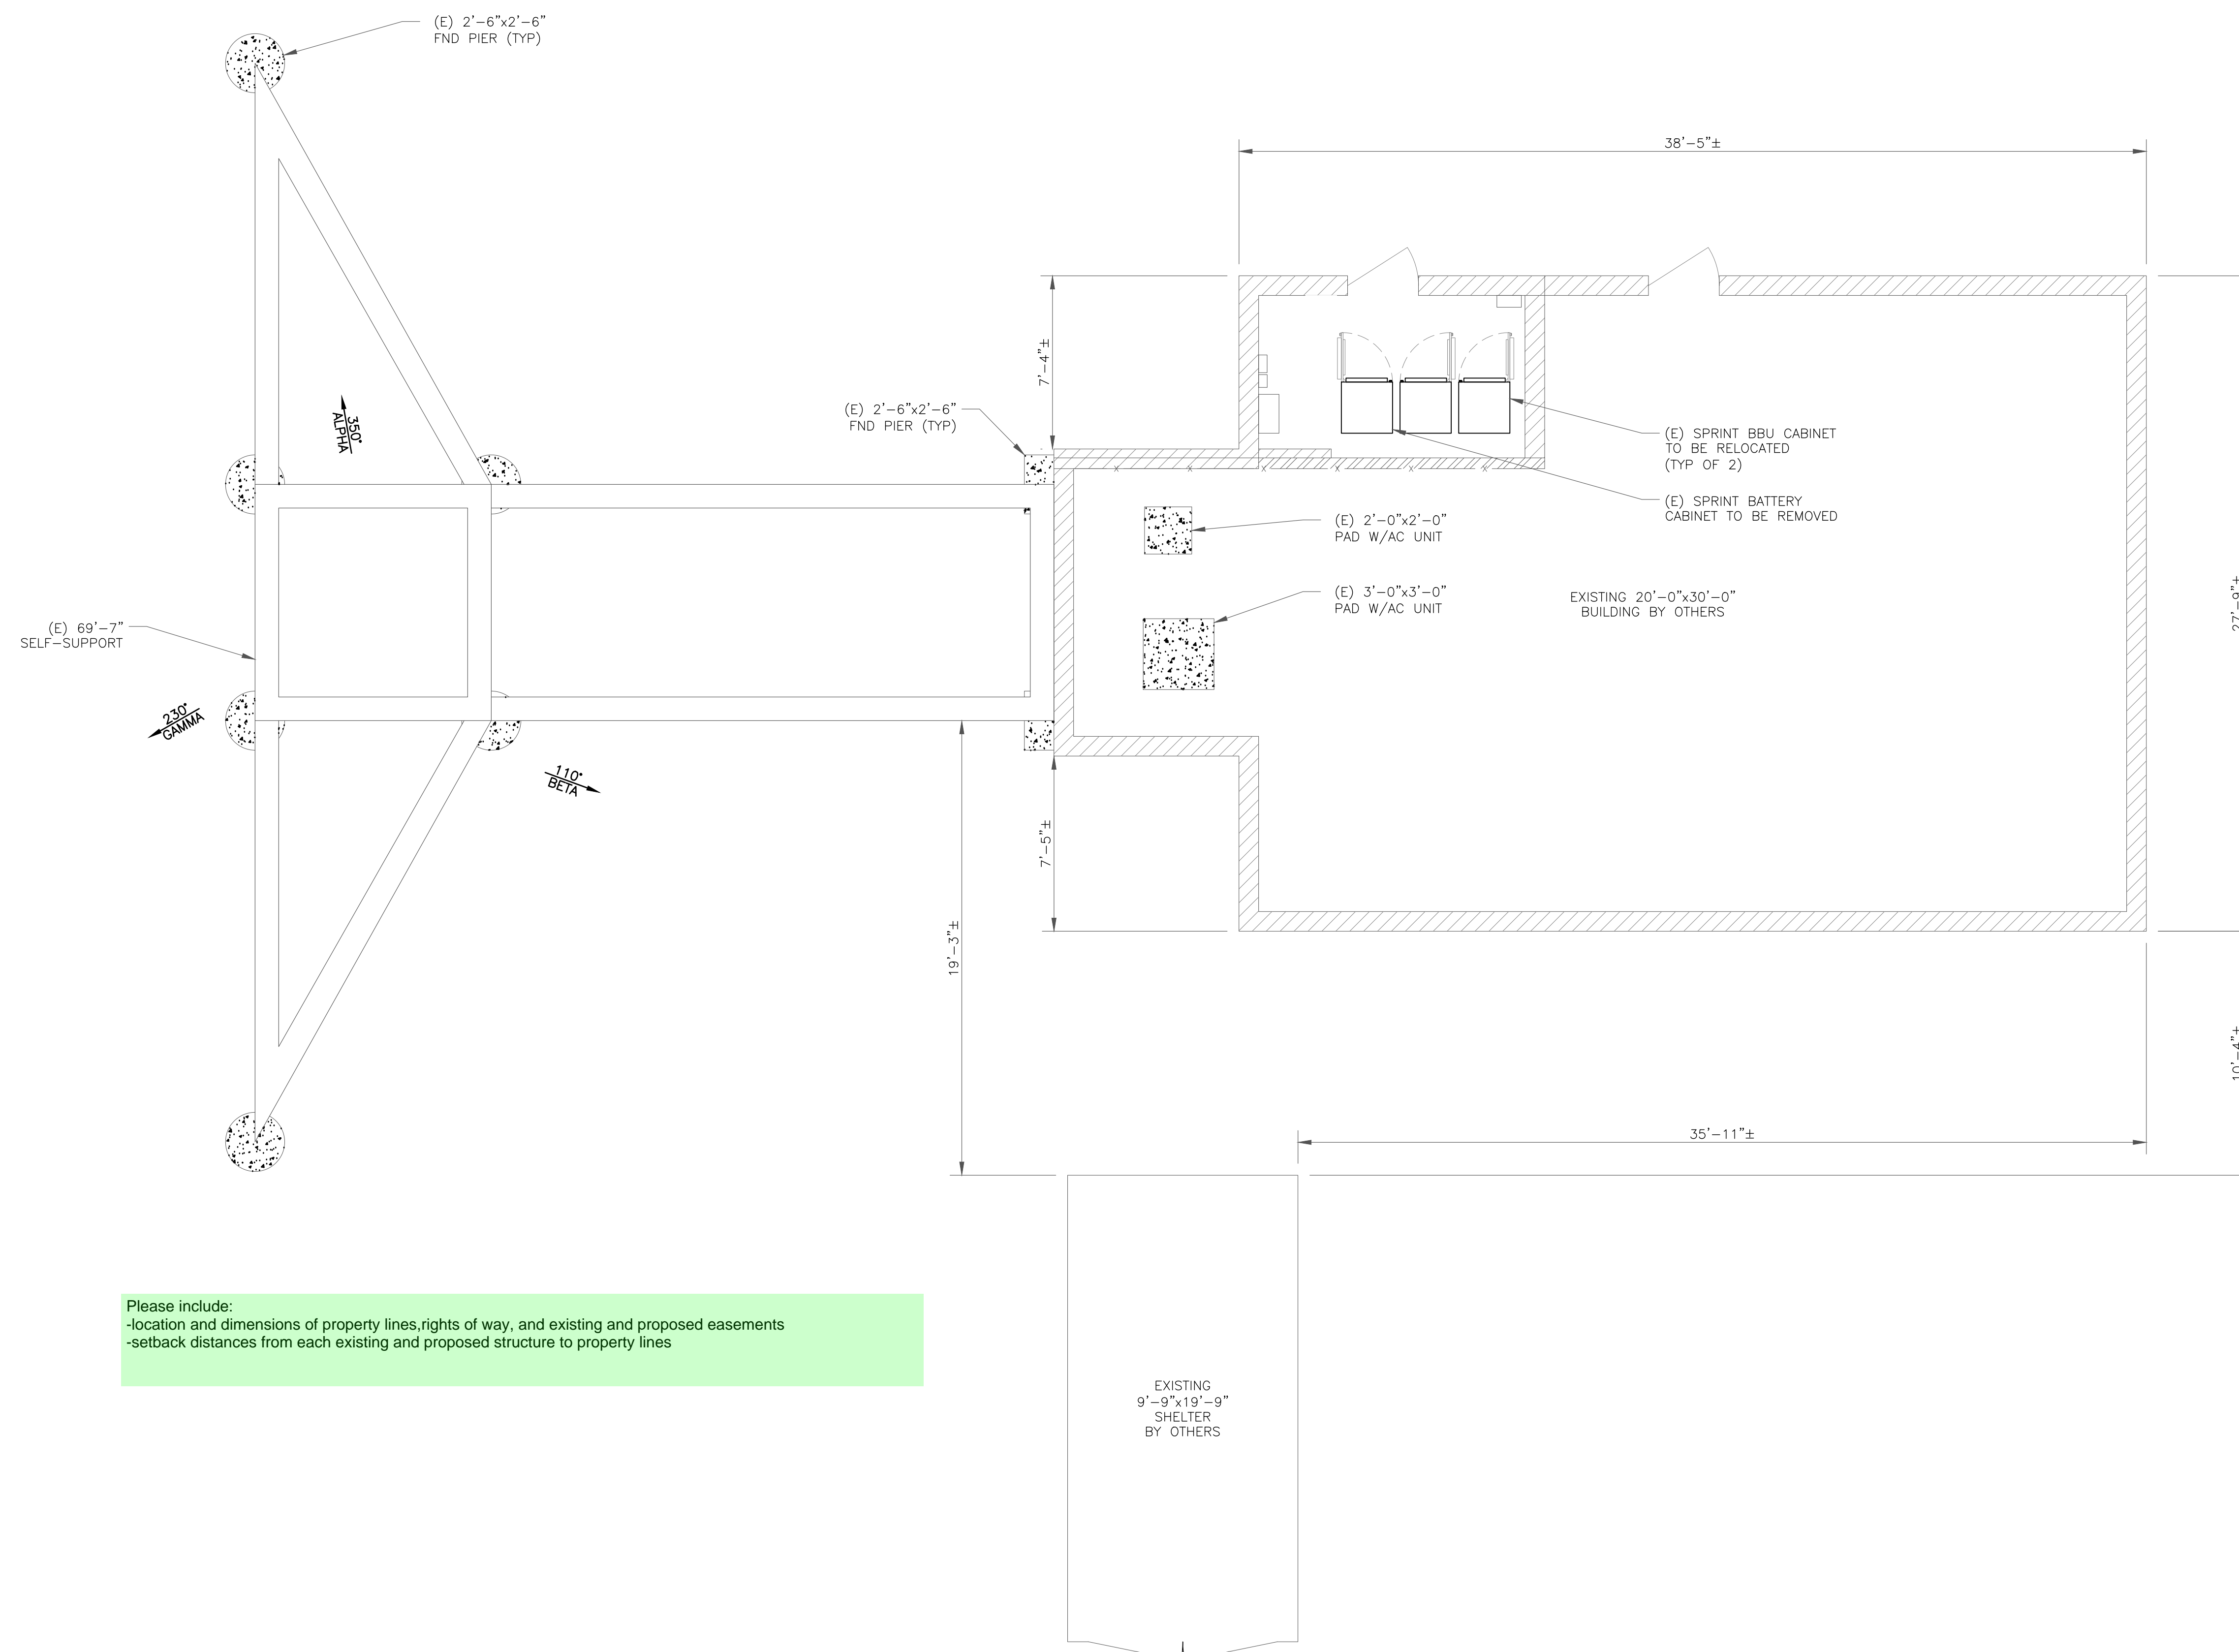 (E) 2'-6"x2'-6"
FND PIER (TYP)
38'-5"±
7'-4"±
350°
ALPHA
(E) 2'-6"x2'-6"
FND PIER (TYP)
(E) SPRINT BBU CABINET
TO BE RELOCATED
(TYP OF 2)
(E) SPRINT BATTERY
CABINET TO BE REMOVED
(E) 2'-0"x2'-0"
PAD W/AC UNIT
(E) 3'-0"x3'-0"
PAD W/AC UNIT
EXISTING 20'-0"x30'-0"
BUILDING BY OTHERS
27'-9"±
(E) 69'-7"
SELF-SUPPORT
230°
GAMMA
110°
BETA
7'-5"±
19'-3"±
10'-4"±
35'-11"±
Please include:
-location and dimensions of property lines,rights of way, and existing and proposed easements
-setback distances from each existing and proposed structure to property lines
EXISTING
9'-9"x19'-9"
SHELTER
BY OTHERS